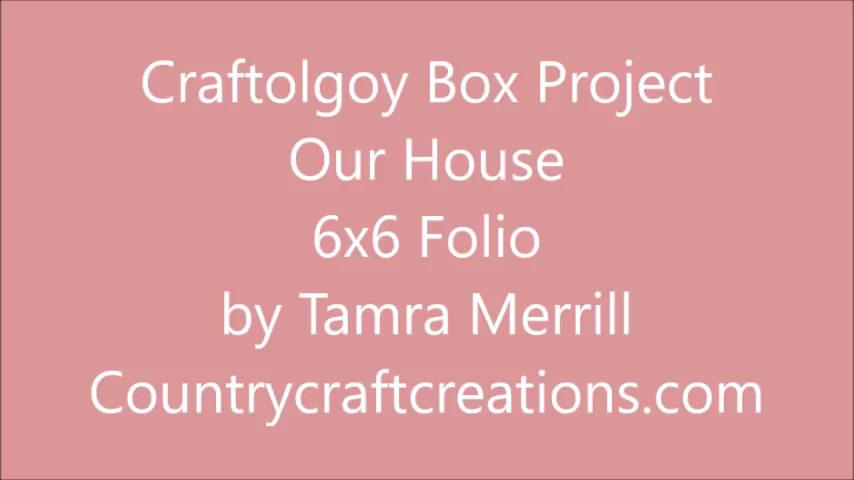 Craftolgoy Box Project
Our House
6x6 Folio
by Tamra Merrill
Countrycraftcreations.com